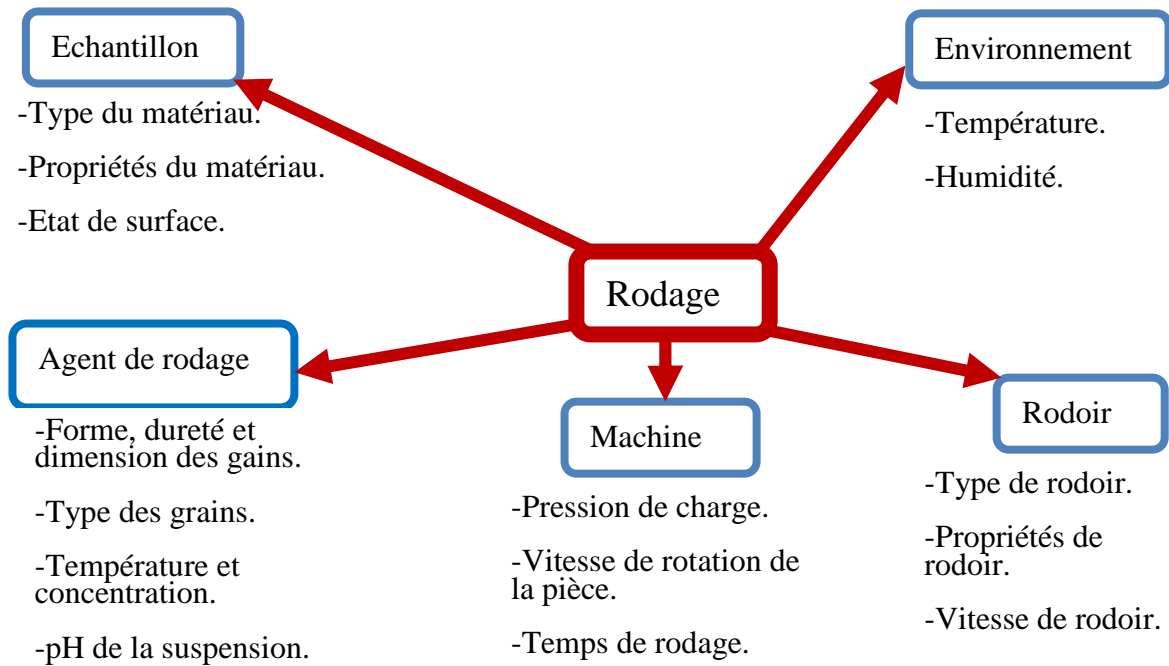 Echantillon
-Type du matériau.
-Propriétés du matériau.
-Etat de surface.
Environnement
-Température.
-Humidité.
Rodage
Agent de rodage
-Forme, dureté et
dimension des gains.
-Type des grains.
-Température et
concentration.
-pH de la suspension.
Machine
-Pression de charge.
-Vitesse de rotation de
la pièce.
-Temps de rodage.
Rodoir
-Type de rodoir.
-Propriétés de
rodoir.
-Vitesse de rodoir.